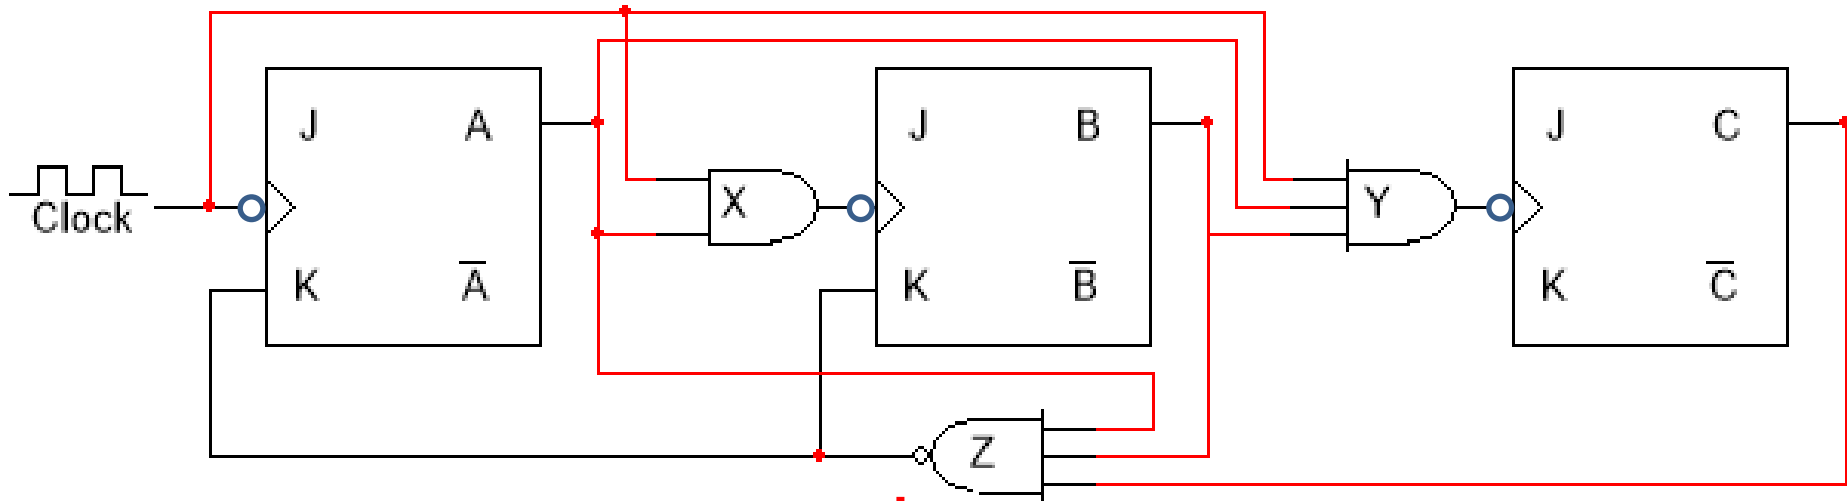 J A
J B
J C
Clock
X
Y
K A̅
K B̅
K C̅
Z